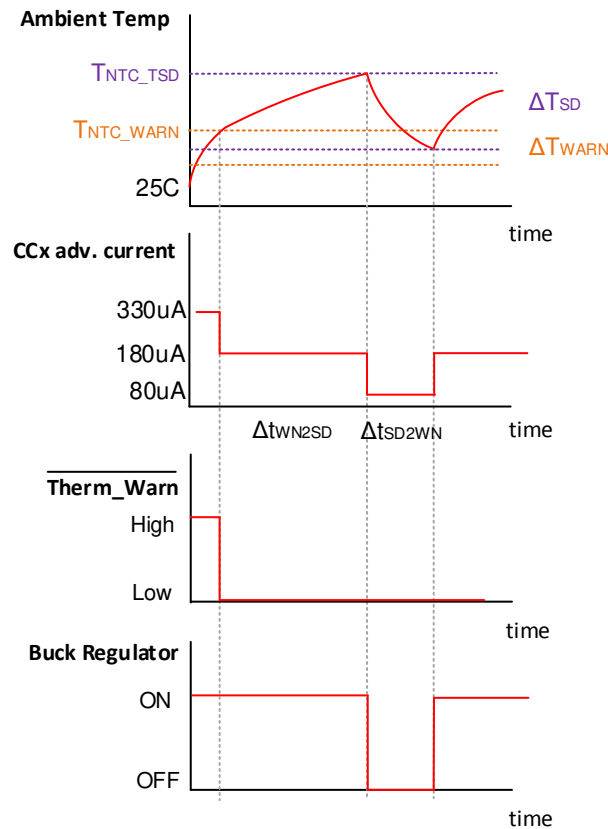 Ambient Temp
TNTC_TSD
ΔTSD
TNTC_WARN
ΔTWARN
25C
time
CCx adv. current
330uA
180uA
80uA
ΔtWN2SD
ΔtSD2WN
time
Therm_Warn
High
Low
time
Buck Regulator
ON
OFF
time